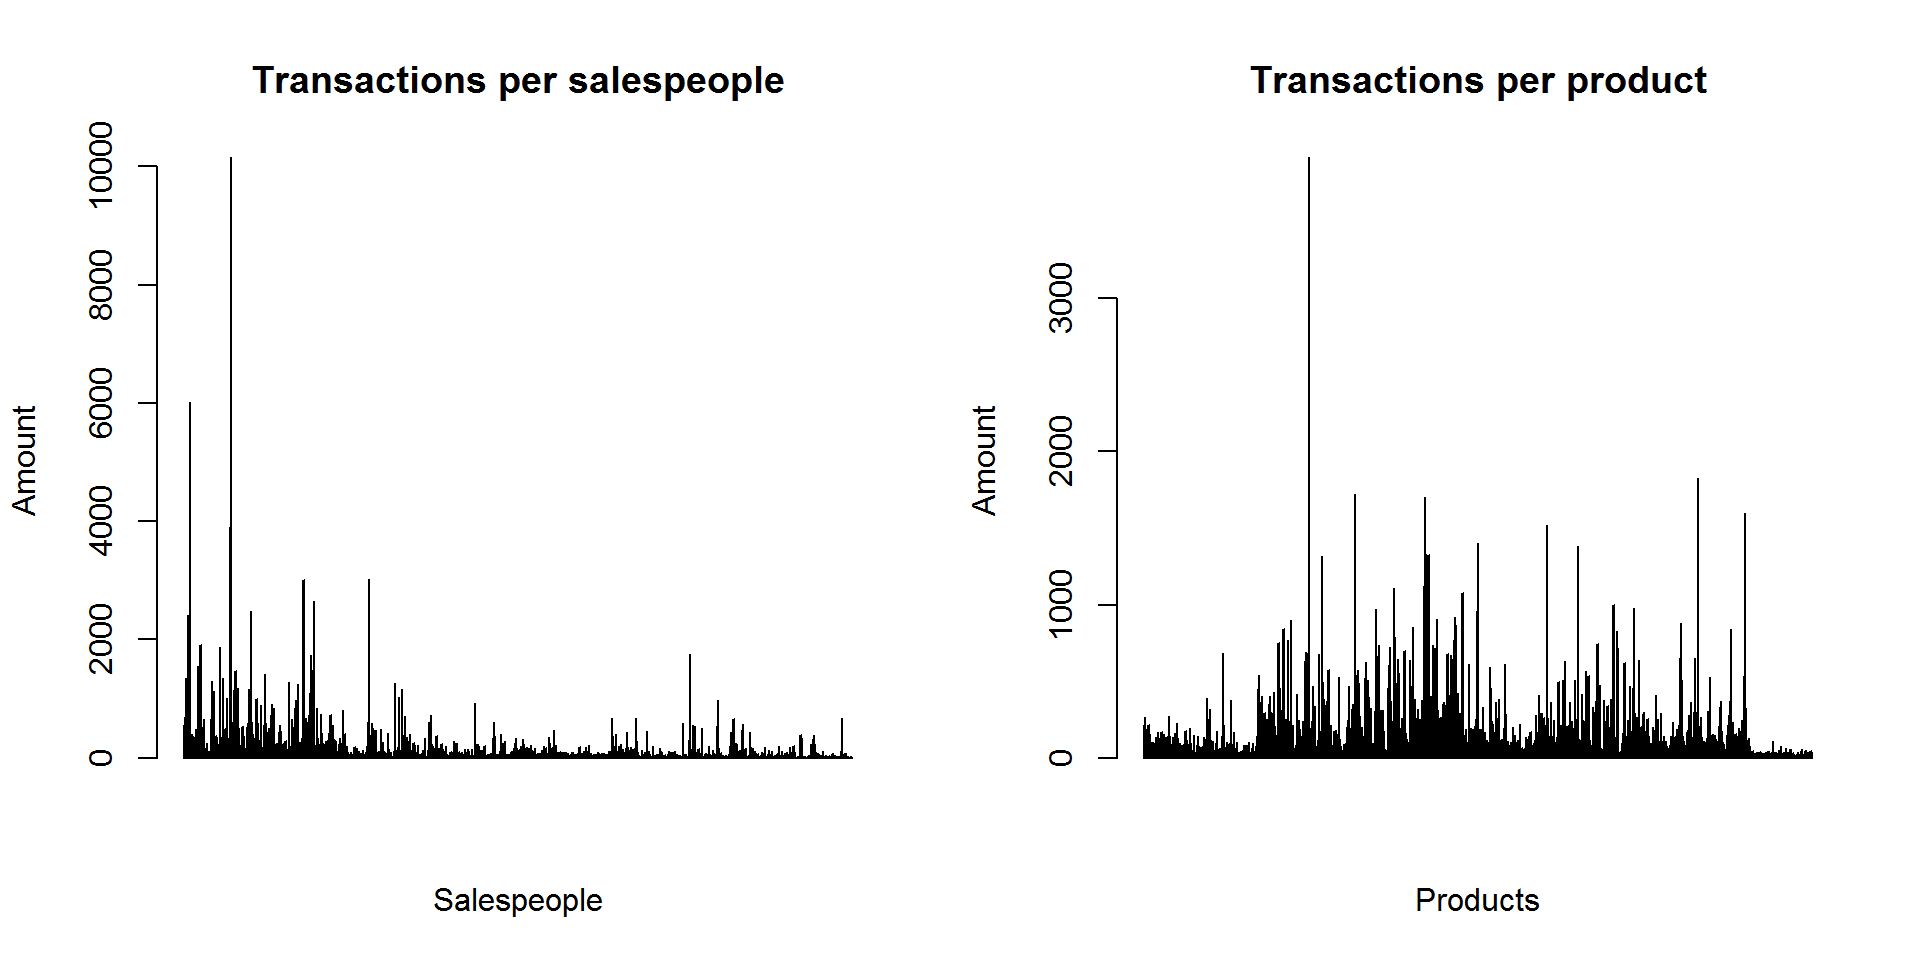 Transactions per salespeople
Amount
10000
8000
6000
4000
2000
0
Salespeople
Transactions per product
Amount
3000
2000
1000
0
Products